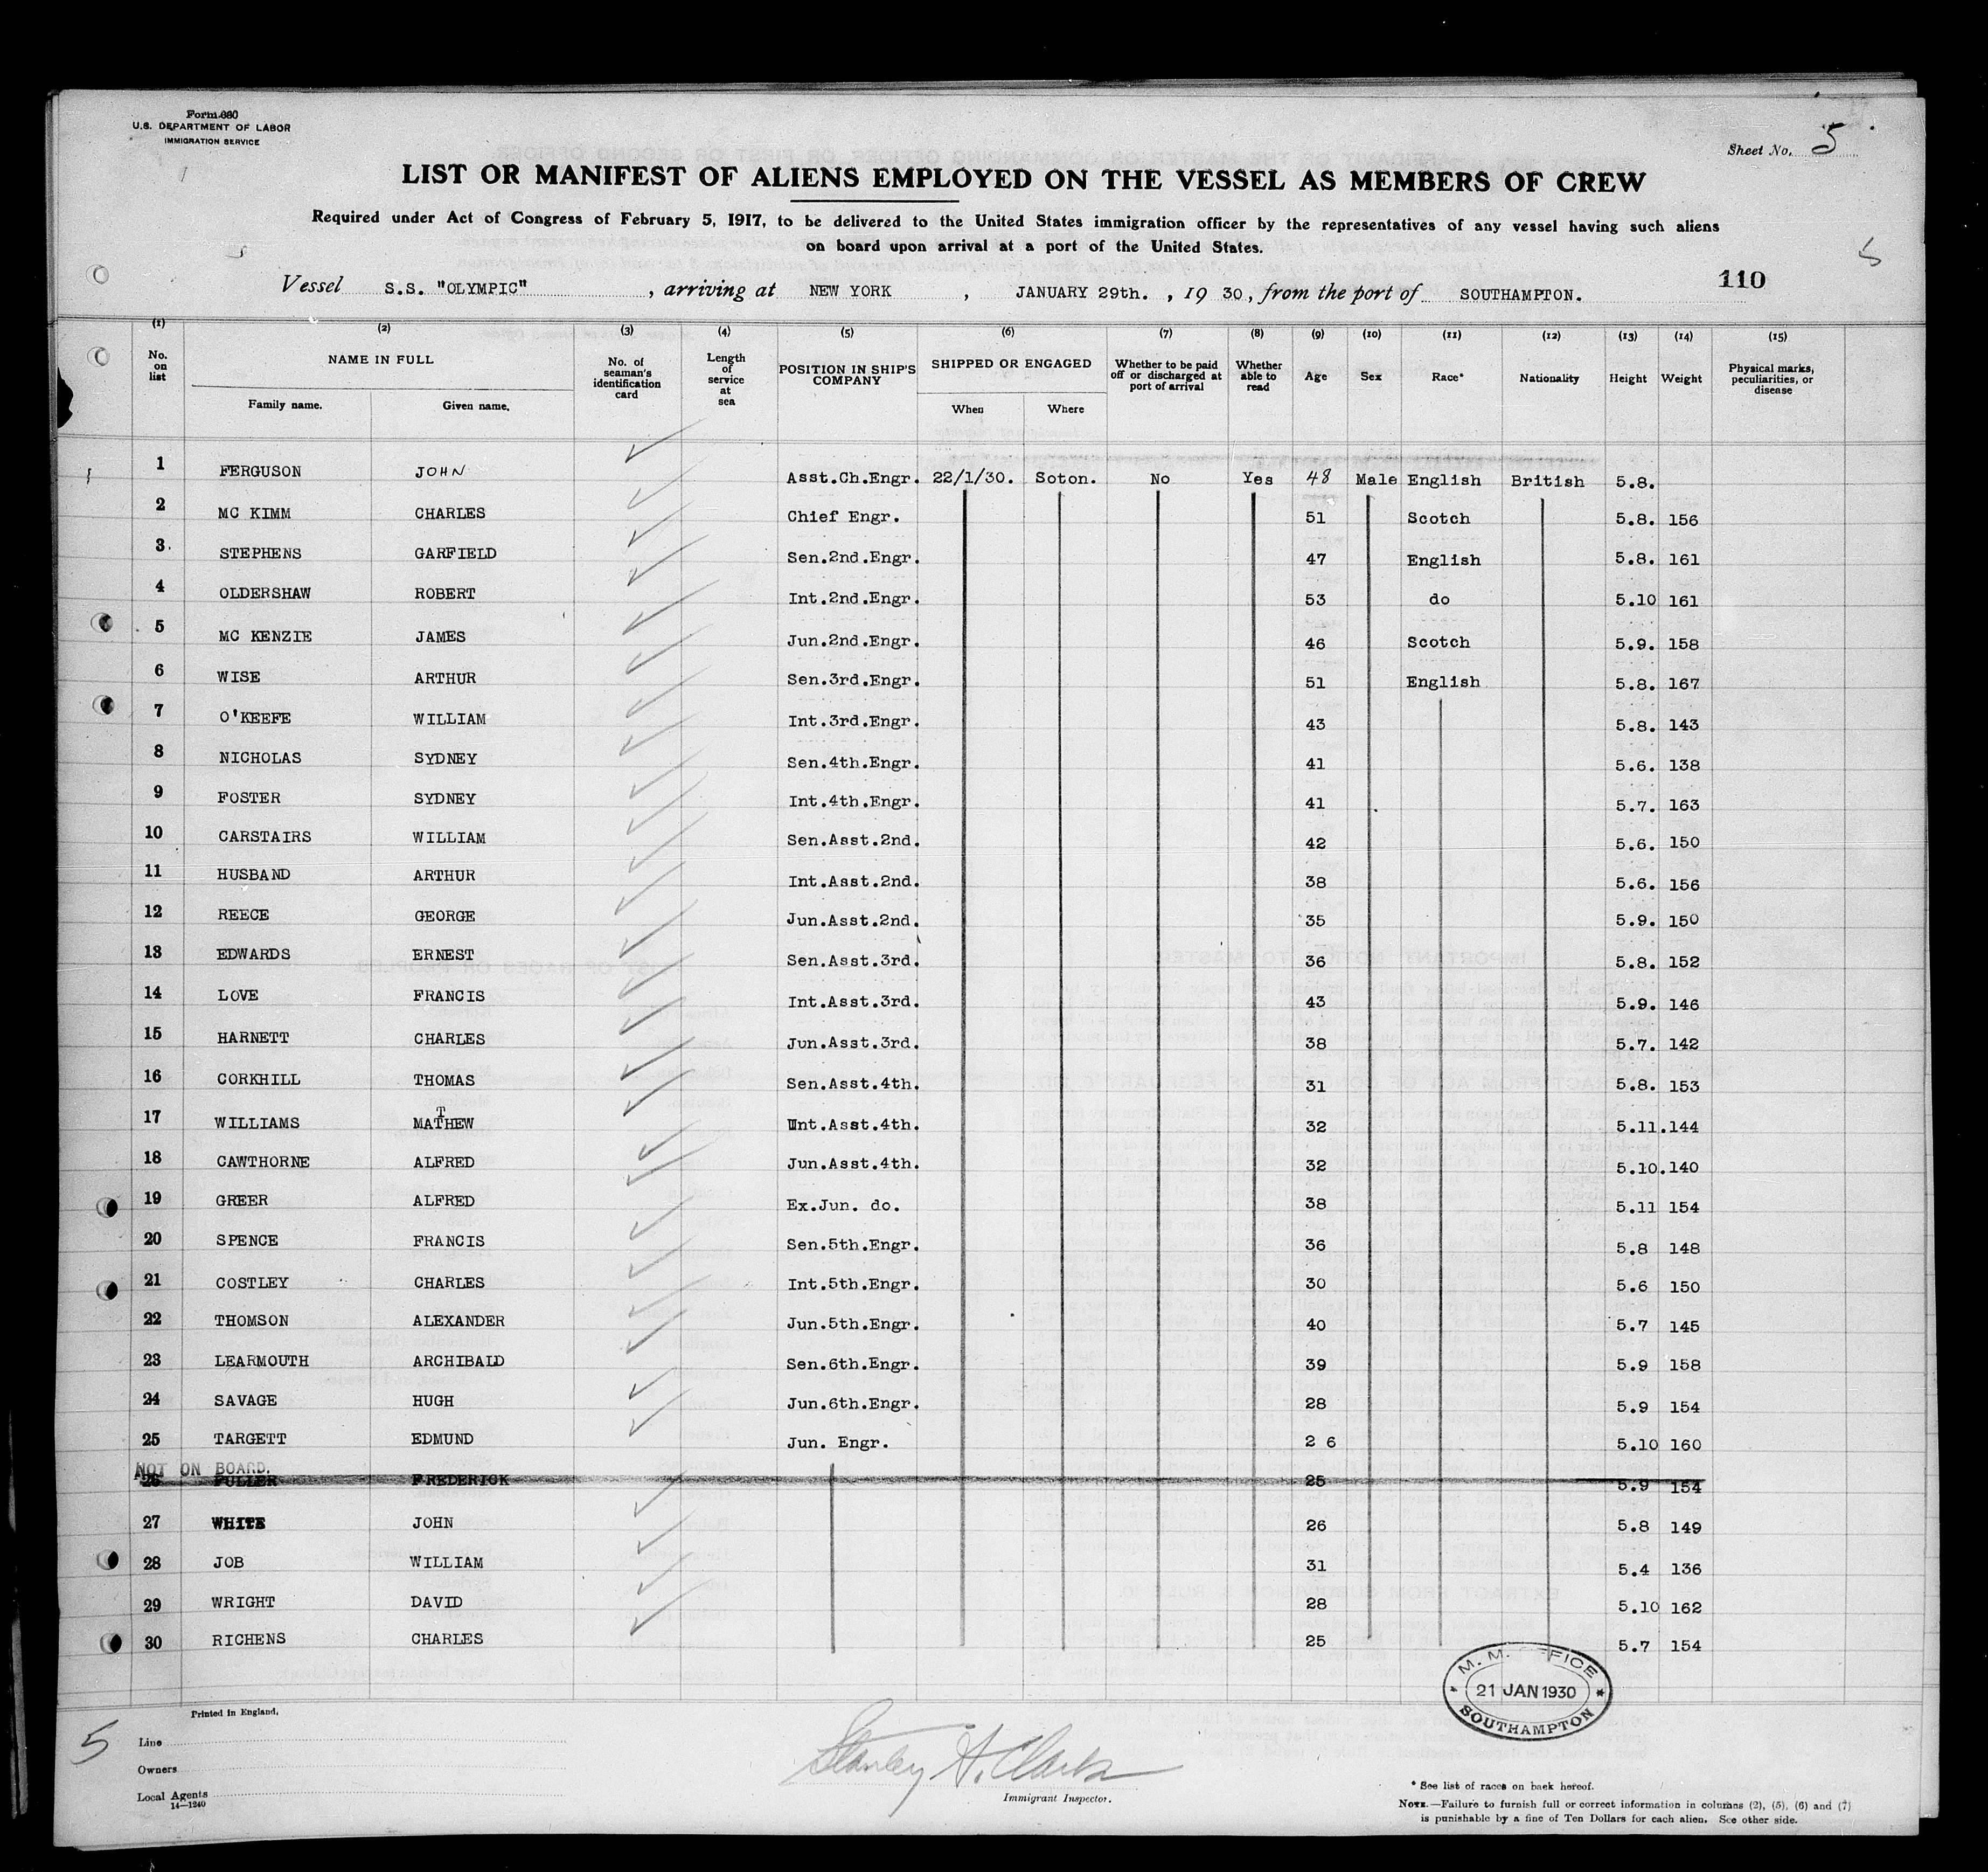 Form 680
U.S. DEPARTMENT OF LABOR
IMMIGRATION SERVICE
Sheet No. 5
LIST OR MANIFEST OF ALIENS EMPLOYED ON THE VESSEL AS MEMBERS OF CREW
Required under Act of Congress of February 5, 1917, to be delivered to the United States immigration officer by the representatives of any vessel having such aliens
on board upon arrival at a port of the United States.
5
110
Vessel S.S. "OLYMPIC", arriving at NEW YORK, JANUARY 29th., 19 30, from the port of SOUTHAMPTON.
(1) (2) (3) (4) (5) (6) (7) (8) (9) (10) (11) (12) (13) (14) (15)
No. on list NAME IN FULL No. of seaman's identification card Length of service at sea POSITION IN SHIP'S COMPANY SHIPPED OR ENGAGED Whether to be paid off or discharged at port of arrival Whether able to read Age Sex Race* Nationality Height Weight Physical marks, peculiarities, or disease
Family name. Given name. When Where
1 FERGUSON JOHN Asst.Ch.Engr. 22/1/30. Soton. No Yes 48 Male English British 5.8.
2 MC KIMM CHARLES Chief Engr. 51 Scotch 5.8. 156
3. STEPHENS GARFIELD Sen.2nd.Engr. 47 English 5.8. 161
4 OLDERSHAW ROBERT Int.2nd.Engr. 53 do 5.10 161
5 MC KENZIE JAMES Jun.2nd.Engr. 46 Scotch 5.9. 158
6 WISE ARTHUR Sen.3rd.Engr. 51 English 5.8. 167
7 O'KEEFE WILLIAM Int.3rd.Engr. 43 5.8. 143
8 NICHOLAS SYDNEY Sen.4th.Engr. 41 5.6. 138
9 FOSTER SYDNEY Int.4th.Engr. 41 5.7. 163
10 CARSTAIRS WILLIAM Sen.Asst.2nd. 42 5.6. 150
11 HUSBAND ARTHUR Int.Asst.2nd. 38 5.6. 156
12 REECE GEORGE Jun.Asst.2nd. 35 5.9. 150
13 EDWARDS ERNEST Sen.Asst.3rd. 36 5.8. 152
14 LOVE FRANCIS Int.Asst.3rd. 43 5.9. 146
15 HARNETT CHARLES Jun.Asst.3rd. 38 5.7. 142
16 CORKHILL THOMAS Sen.Asst.4th. 31 5.8. 153
17 WILLIAMS MATTHEW Int.Asst.4th. 32 5.11. 144
18 CAWTHORNE ALFRED Jun.Asst.4th. 32 5.10. 140
19 GREER ALFRED Ex.Jun. do. 38 5.11 154
20 SPENCE FRANCIS Sen.5th.Engr. 36 5.8 148
21 COSTLEY CHARLES Int.5th.Engr. 30 5.6 150
22 THOMSON ALEXANDER Jun.5th.Engr. 40 5.7 145
23 LEARMOUTH ARCHIBALD Sen.6th.Engr. 39 5.9 158
24 SAVAGE HUGH Jun.6th.Engr. 28 5.9 154
25 TARGETT EDMUND Jun. Engr. 2 6 5.10 160
NOT ON BOARD.
26 FULLER FREDERICK 25 5.9 154
27 WHITE JOHN 26 5.8 149
28 JOB WILLIAM 31 5.4 136
29 WRIGHT DAVID 28 5.10 162
30 RICHENS CHARLES 25 5.7 154
M.M. OFFICE
21 JAN 1930
SOUTHAMPTON
Printed in England.
5
Line
Owners
Local Agents
14—1240
Stanley A. Clark
Immigrant Inspector.
* See list of races on back hereof.
NOTE.—Failure to furnish full or correct information in columns (2), (5), (6) and (7)
is punishable by a fine of Ten Dollars for each alien. See other side.